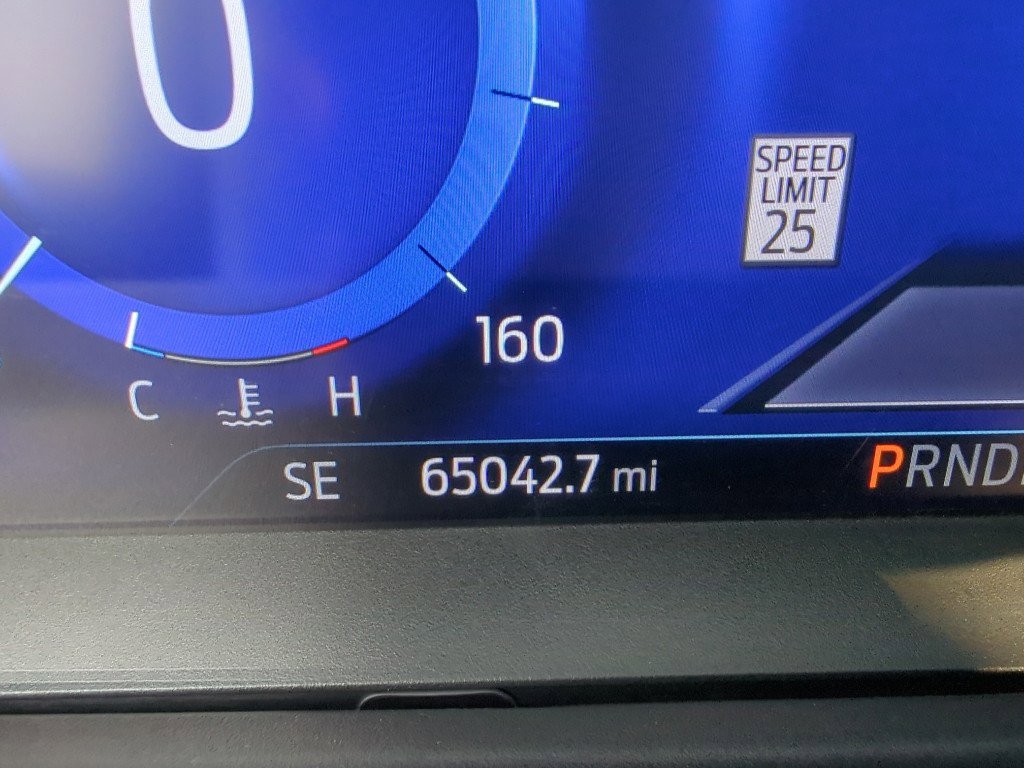 0
SPEED
LIMIT
25
160
C H
SE 65042.7 mi PRND